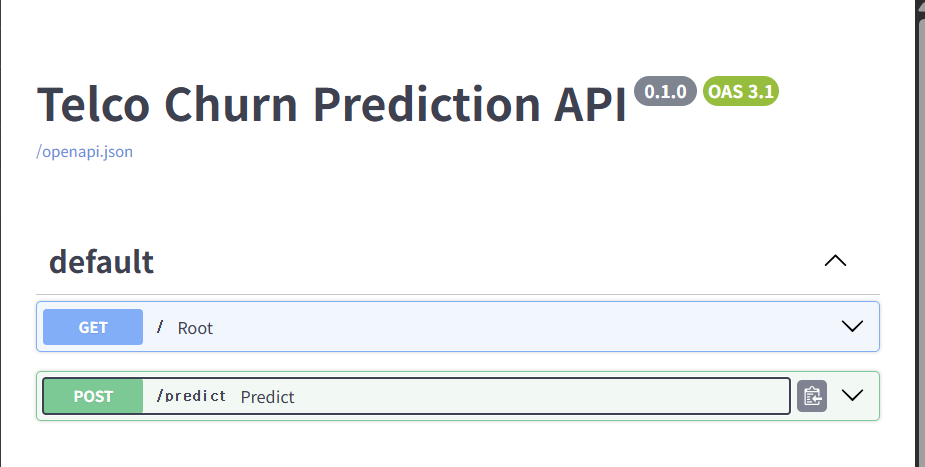 Telco Churn Prediction API 0.1.0 OAS 3.1
/openapi.json
default
GET / Root
POST /predict Predict